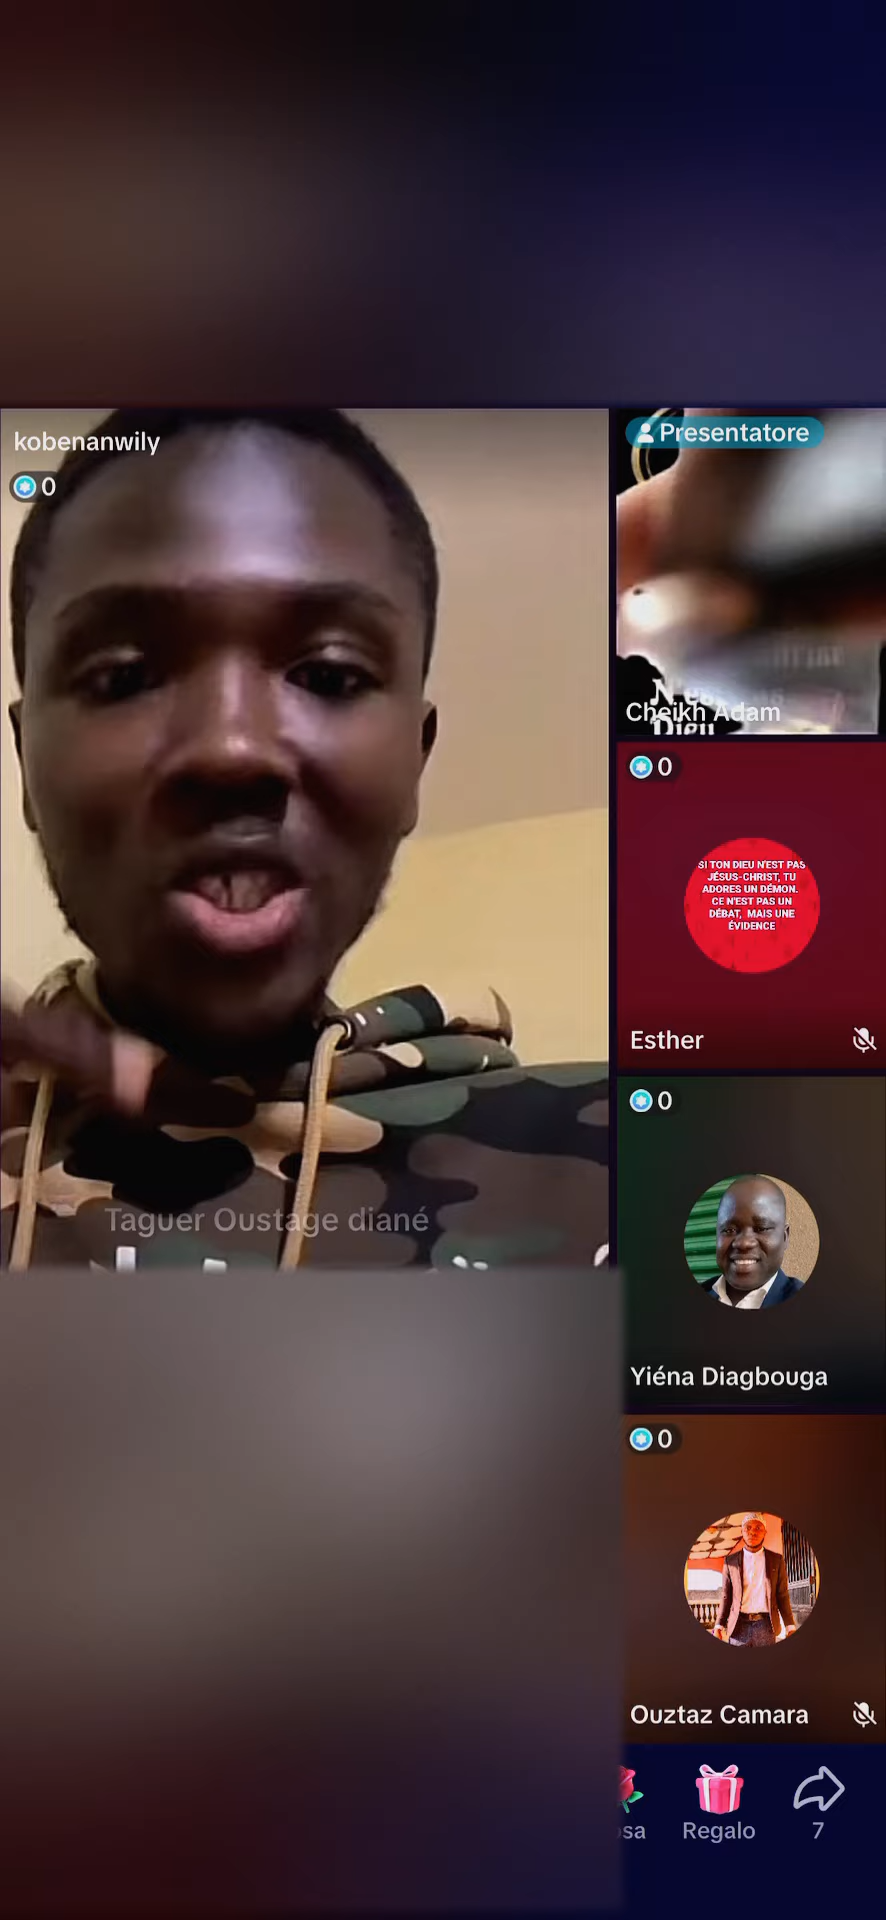 kobenanwily
0
Presentatore
Cheikh Adam
Dieu
0
SI TON DIEU N'EST PAS
JÉSUS-CHRIST, TU
ADORES UN DÉMON.
CE N'EST PAS UN
DÉBAT, MAIS UNE
ÉVIDENCE
Esther
0
Yiéna Diagbouga
Taguer Oustage diané
0
Ouztaz Camara
Regalo
7